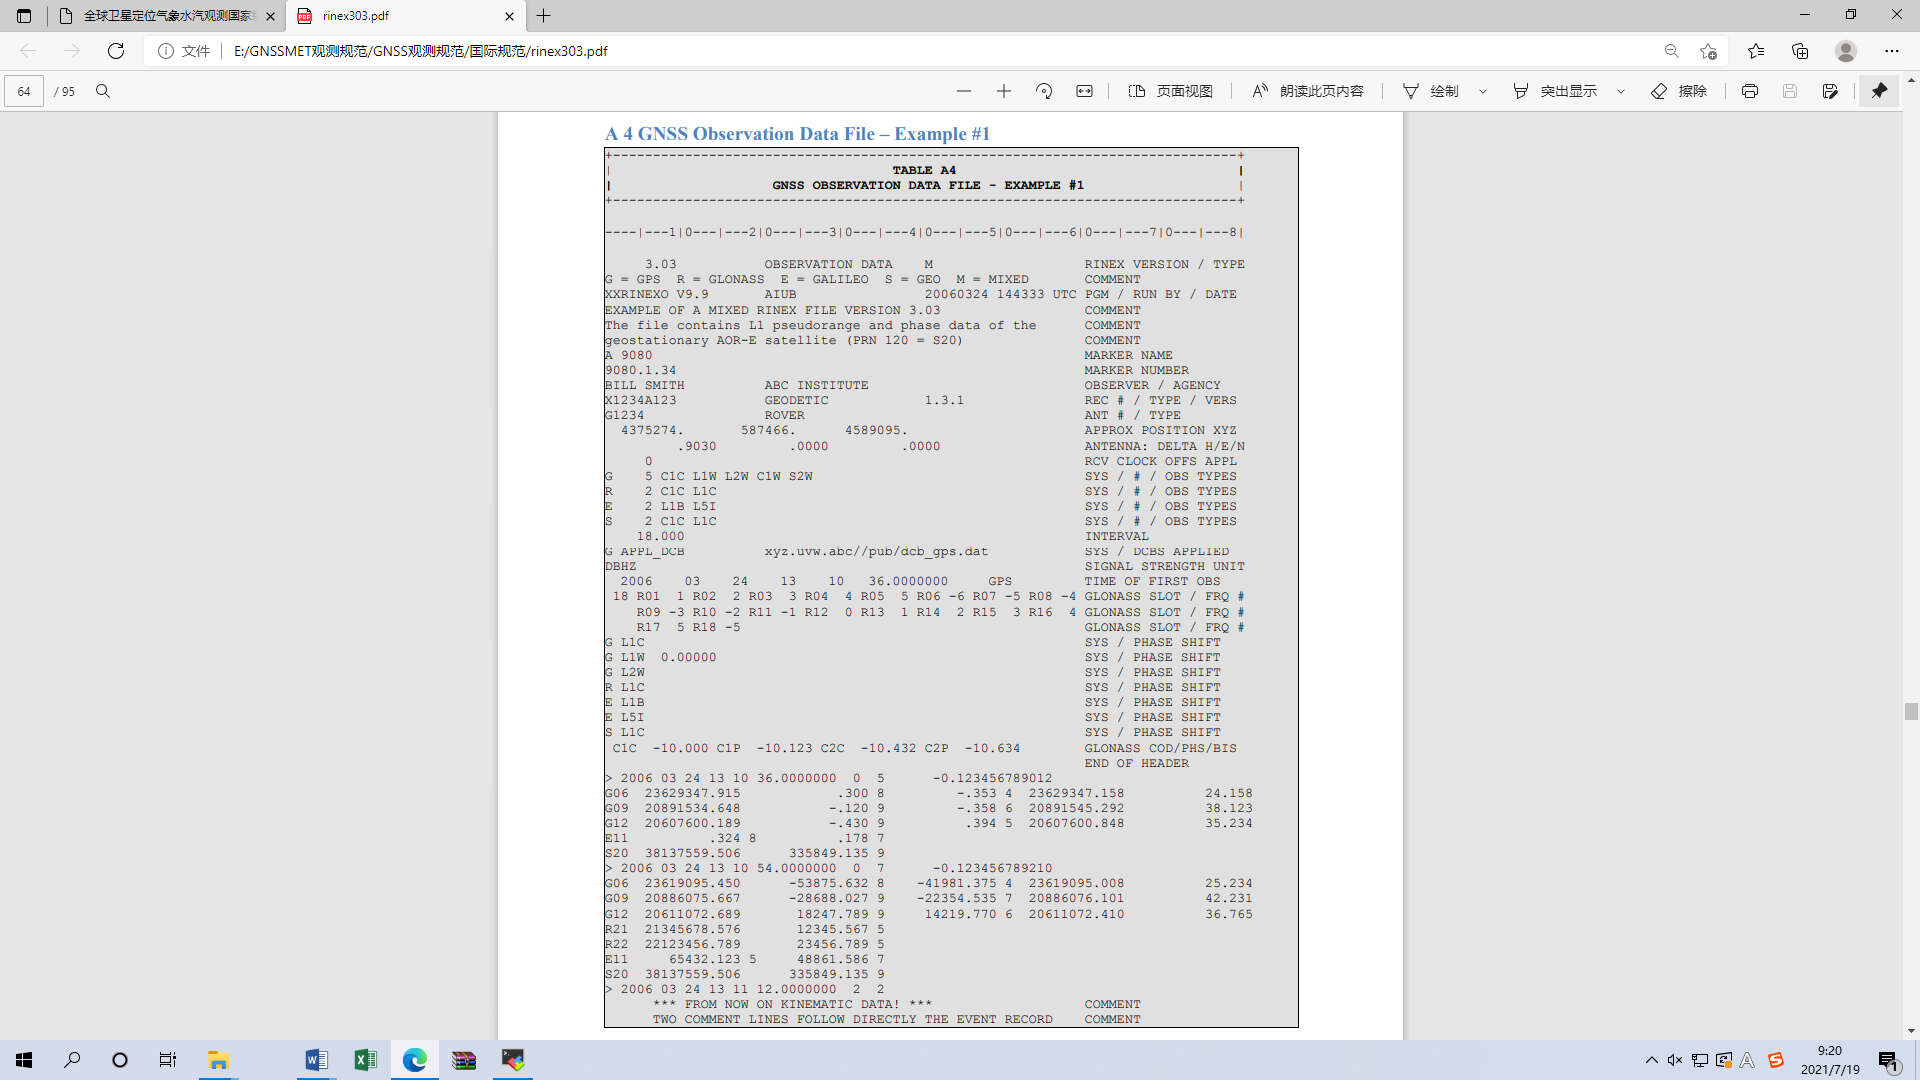 全球卫星定位气象水汽观测国家
rinex303.pdf
文件
E:/GNSSMET观测规范/GNSS观测规范/国际规范/rinex303.pdf
64 / 95
页面视图
朗读此页内容
绘制
突出显示
擦除
A 4 GNSS Observation Data File – Example #1
+------------------------------------------------------------------------------+
| TABLE A4 |
| GNSS OBSERVATION DATA FILE - EXAMPLE #1 |
+------------------------------------------------------------------------------+
----|---1|0---|---2|0---|---3|0---|---4|0---|---5|0---|---6|0---|---7|0---|---8|
3.03 OBSERVATION DATA M RINEX VERSION / TYPE
G = GPS R = GLONASS E = GALILEO S = GEO M = MIXED COMMENT
XXRINEXO V9.9 AIUB 20060324 144333 UTC PGM / RUN BY / DATE
EXAMPLE OF A MIXED RINEX FILE VERSION 3.03 COMMENT
The file contains L1 pseudorange and phase data of the COMMENT
geostationary AOR-E satellite (PRN 120 = S20) COMMENT
A 9080 MARKER NAME
9080.1.34 MARKER NUMBER
BILL SMITH ABC INSTITUTE OBSERVER / AGENCY
X1234A123 GEODETIC 1.3.1 REC # / TYPE / VERS
G1234 ROVER ANT # / TYPE
4375274. 587466. 4589095. APPROX POSITION XYZ
.9030 .0000 .0000 ANTENNA: DELTA H/E/N
0 RCV CLOCK OFFS APPL
G 5 C1C L1W L2W C1W S2W SYS / # / OBS TYPES
R 2 C1C L1C SYS / # / OBS TYPES
E 2 L1B L5I SYS / # / OBS TYPES
S 2 C1C L1C SYS / # / OBS TYPES
18.000 INTERVAL
G APPL_DCB xyz.uvw.abc//pub/dcb_gps.dat SYS / DCBS APPLIED
DBHZ SIGNAL STRENGTH UNIT
2006 03 24 13 10 36.0000000 GPS TIME OF FIRST OBS
18 R01 1 R02 2 R03 3 R04 4 R05 5 R06 -6 R07 -5 R08 -4 GLONASS SLOT / FRQ #
R09 -3 R10 -2 R11 -1 R12 0 R13 1 R14 2 R15 3 R16 4 GLONASS SLOT / FRQ #
R17 5 R18 -5 GLONASS SLOT / FRQ #
G L1C SYS / PHASE SHIFT
G L1W 0.00000 SYS / PHASE SHIFT
G L2W SYS / PHASE SHIFT
R L1C SYS / PHASE SHIFT
E L1B SYS / PHASE SHIFT
E L5I SYS / PHASE SHIFT
S L1C SYS / PHASE SHIFT
C1C -10.000 C1P -10.123 C2C -10.432 C2P -10.634 GLONASS COD/PHS/BIS
END OF HEADER
> 2006 03 24 13 10 36.0000000 0 5 -0.123456789012
G06 23629347.915 .300 8 -.353 4 23629347.158 24.158
G09 20891534.648 -.120 9 -.358 6 20891545.292 38.123
G12 20607600.189 -.430 9 .394 5 20607600.848 35.234
E11 .324 8 .178 7
S20 38137559.506 335849.135 9
> 2006 03 24 13 10 54.0000000 0 7 -0.123456789210
G06 23619095.450 -53875.632 8 -41981.375 4 23619095.008 25.234
G09 20886075.667 -28688.027 9 -22354.535 7 20886076.101 42.231
G12 20611072.689 18247.789 9 14219.770 6 20611072.410 36.765
R21 21345678.576 12345.567 5
R22 22123456.789 23456.789 5
E11 65432.123 5 48861.586 7
S20 38137559.506 335849.135 9
> 2006 03 24 13 11 12.0000000 2 2
*** FROM NOW ON KINEMATIC DATA! *** COMMENT
TWO COMMENT LINES FOLLOW DIRECTLY THE EVENT RECORD COMMENT
9:20
2021/7/19
1